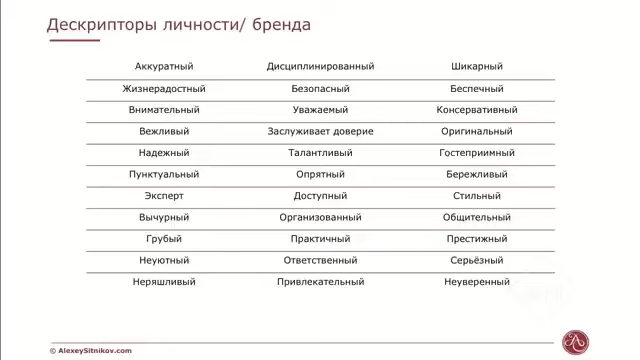 Дескрипторы личности/ бренда
Аккуратный Дисциплинированный Шикарный
Жизнерадостный Безопасный Беспечный
Внимательный Уважаемый Консервативный
Вежливый Заслуживает доверие Оригинальный
Надежный Талантливый Гостеприимный
Пунктуальный Опрятный Бережливый
Эксперт Доступный Стильный
Вычурный Организованный Общительный
Грубый Практичный Престижный
Неуютный Ответственный Серьёзный
Неряшливый Привлекательный Неуверенный
© AlexeySitnikov.com